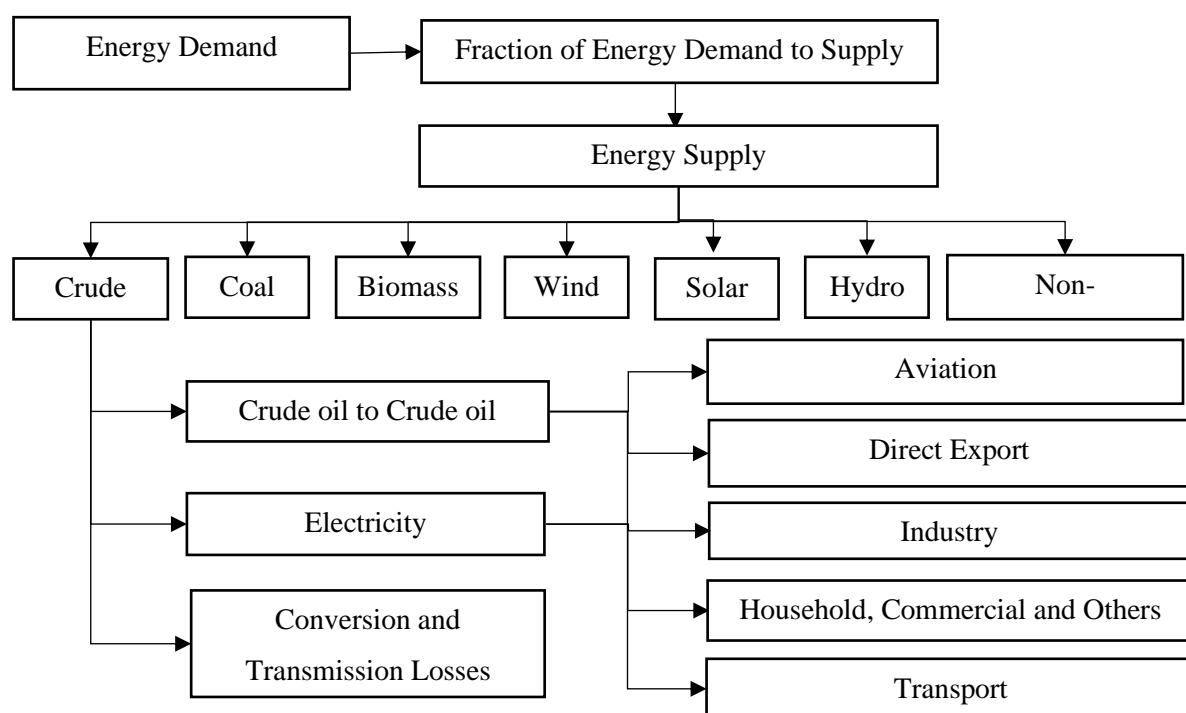 Energy Demand
Fraction of Energy Demand to Supply
Energy Supply
Crude
Coal
Biomass
Wind
Solar
Hydro
Non-
Crude oil to Crude oil
Electricity
Conversion and
Transmission Losses
Aviation
Direct Export
Industry
Household, Commercial and Others
Transport